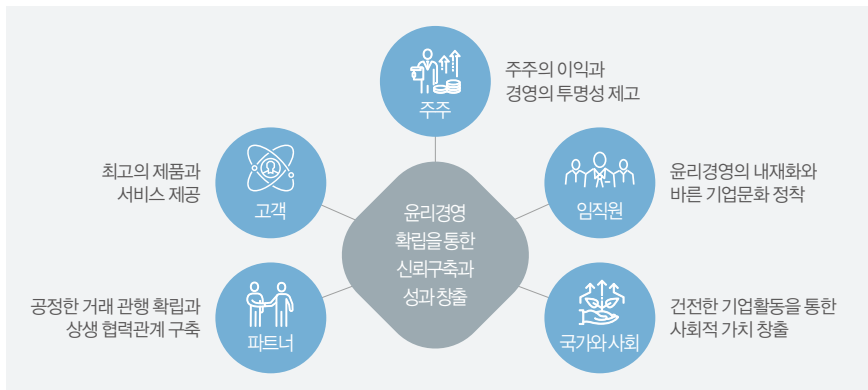 주주
주주의 이익과
경영의 투명성 제고
최고의 제품과
서비스 제공
고객
임직원
윤리경영의 내재화와
바른 기업문화 정착
윤리경영
확립을 통한
신뢰구축과
성과 창출
공정한 거래 관행 확립과
상생 협력관계 구축
파트너
국가와 사회
건전한 기업활동을 통한
사회적 가치 창출